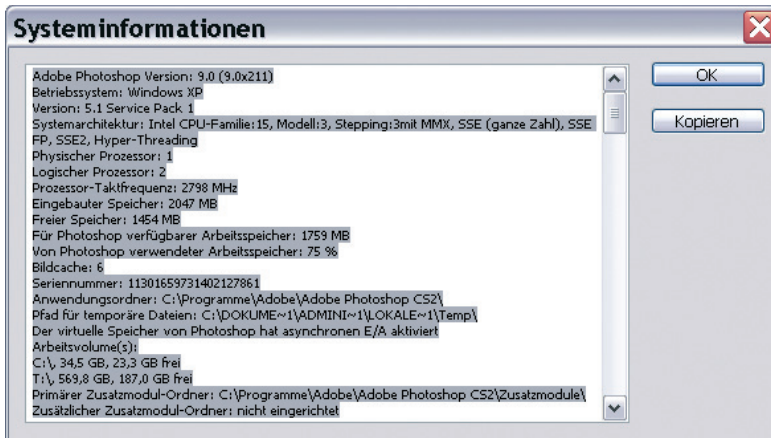 Systeminformationen
Adobe Photoshop Version: 9.0 (9.0x211)
Betriebssystem: Windows XP
Version: 5.1 Service Pack 1
Systemarchitektur: Intel CPU-Familie:15, Modell:3, Stepping:3mit MMX, SSE (ganze Zahl), SSE
FP, SSE2, Hyper-Threading
Physischer Prozessor: 1
Logischer Prozessor: 2
Prozessor-Taktfrequenz: 2798 MHz
Eingebauter Speicher: 2047 MB
Freier Speicher: 1454 MB
Für Photoshop verfügbarer Arbeitsspeicher: 1759 MB
Von Photoshop verwendeter Arbeitsspeicher: 75 %
Bildcache: 6
Seriennummer: 11301659731402127861
Anwendungsordner: C:\Programme\Adobe\Adobe Photoshop CS2\
Pfad für temporäre Dateien: C:\DOKUME~1\ADMINI~1\LOKALE~1\Temp\
Der virtuelle Speicher von Photoshop hat asynchronen E/A aktiviert
Arbeitsvolume(s):
C:\, 34,5 GB, 23,3 GB frei
T:\, 569,8 GB, 187,0 GB frei
Primärer Zusatzmodul-Ordner: C:\Programme\Adobe\Adobe Photoshop CS2\Zusatzmodule\
Zusätzlicher Zusatzmodul-Ordner: nicht eingerichtet
OK
Kopieren